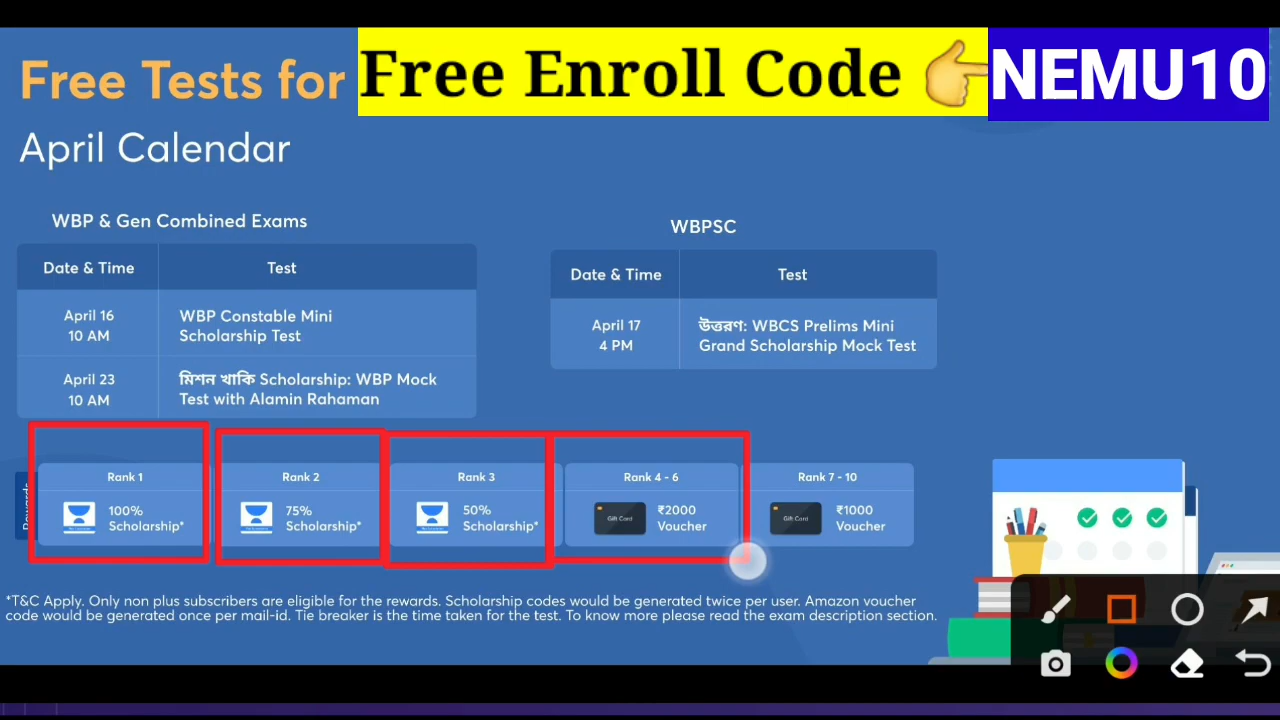 Free Tests for
Free Enroll Code 👉
NEMU10
April Calendar
WBP & Gen Combined Exams
Date & Time
Test
April 16
10 AM
WBP Constable Mini
Scholarship Test
April 23
10 AM
মিশন খাকি Scholarship: WBP Mock
Test with Alamin Rahaman
WBPSC
Date & Time
Test
April 17
4 PM
উত্তরণ: WBCS Prelims Mini
Grand Scholarship Mock Test
Rewards
Rank 1
100%
Scholarship*
Rank 2
75%
Scholarship*
Rank 3
50%
Scholarship*
Rank 4 - 6
Gift Card
₹2000
Voucher
Rank 7 - 10
Gift Card
₹1000
Voucher
*T&C Apply. Only non plus subscribers are eligible for the rewards. Scholarship codes would be generated twice per user. Amazon voucher
code would be generated once per mail-id. Tie breaker is the time taken for the test. To know more please read the exam description section.